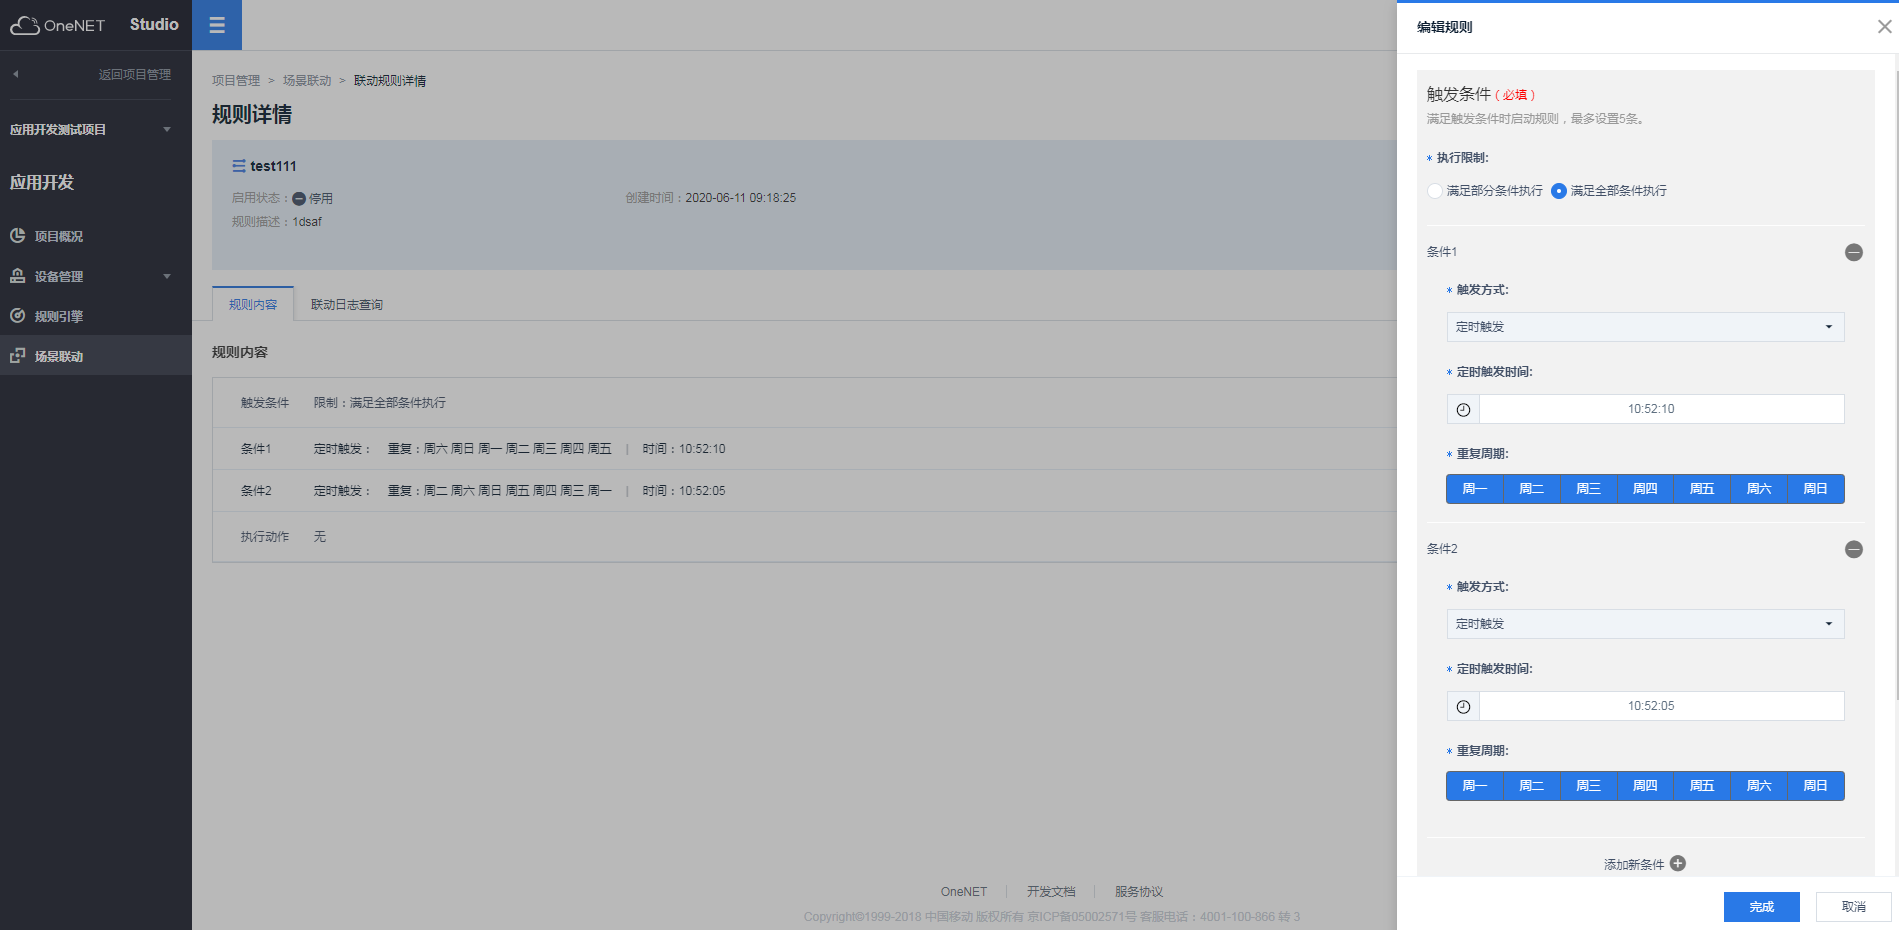 OneNET Studio
返回项目管理
应用开发测试项目
应用开发
项目概况
设备管理
规则引擎
场景联动
项目管理 > 场景联动 > 联动规则详情
规则详情
test111
启用状态： 停用 创建时间：2020-06-11 09:18:25
规则描述：1dsaf
规则内容 联动日志查询
规则内容
触发条件 限制：满足全部条件执行
条件1 定时触发： 重复：周六 周日 周一 周二 周三 周四 周五 | 时间：10:52:10
条件2 定时触发： 重复：周二 周六 周日 周五 周四 周三 周一 | 时间：10:52:05
执行动作 无
OneNET | 开发文档 | 服务协议
Copyright©1999-2018 中国移动 版权所有 京ICP备05002571号 客服电话：4001-100-866 转 3
编辑规则
触发条件（必填）
满足触发条件时启动规则，最多设置5条。
* 执行限制:
满足部分条件执行 满足全部条件执行
条件1
* 触发方式:
定时触发
* 定时触发时间:
10:52:10
* 重复周期:
周一 周二 周三 周四 周五 周六 周日
条件2
* 触发方式:
定时触发
* 定时触发时间:
10:52:05
* 重复周期:
周一 周二 周三 周四 周五 周六 周日
添加新条件
完成 取消